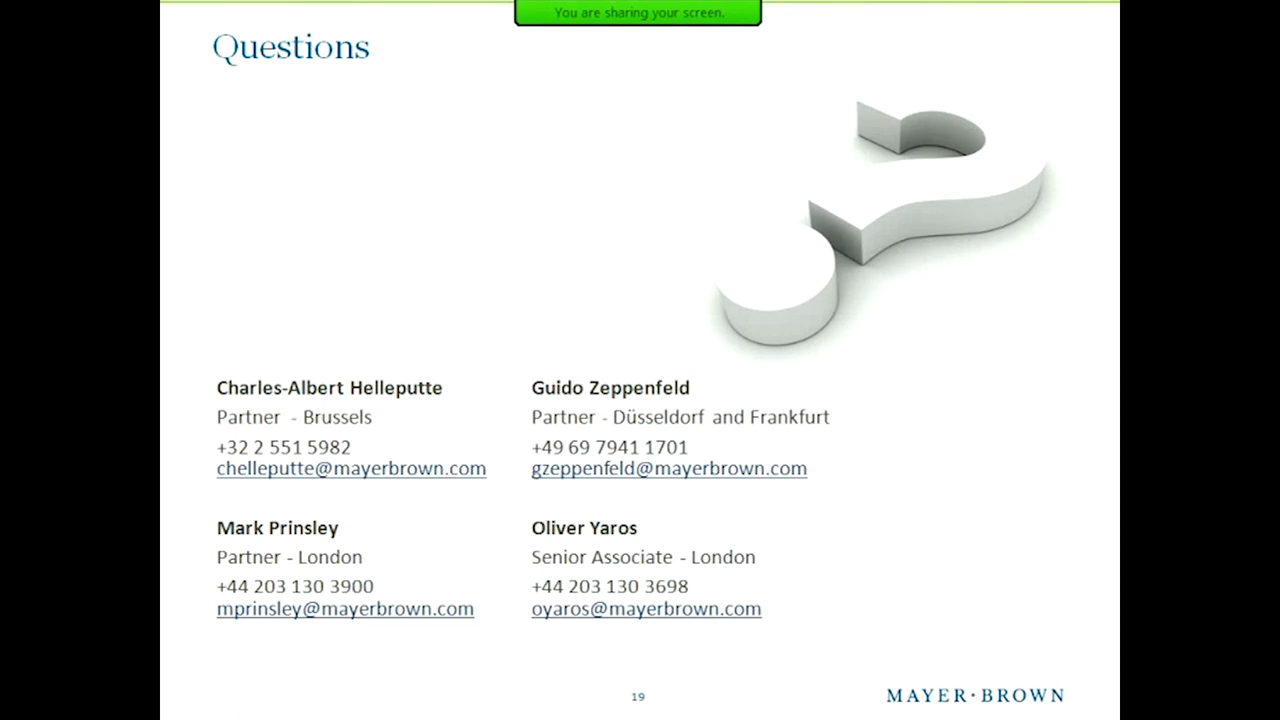 You are sharing your screen.
Questions
Charles-Albert Helleputte
Partner - Brussels
+32 2 551 5982
chelleputte@mayerbrown.com
Guido Zeppenfeld
Partner - Düsseldorf and Frankfurt
+49 69 7941 1701
gzeppenfeld@mayerbrown.com
Mark Prinsley
Partner - London
+44 203 130 3900
mprinsley@mayerbrown.com
Oliver Yaros
Senior Associate - London
+44 203 130 3698
oyaros@mayerbrown.com
19
MAYER·BROWN